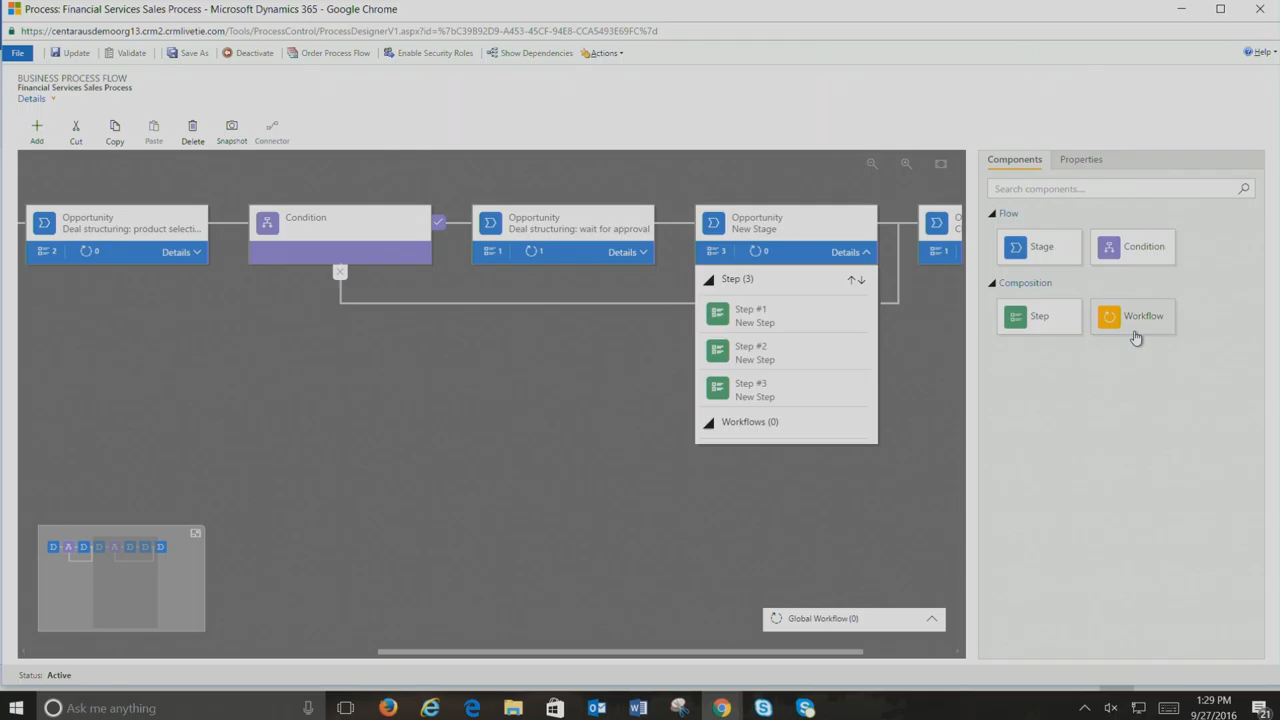 Process: Financial Services Sales Process - Microsoft Dynamics 365 - Google Chrome
https://centarausdemoorg13.crm2.crmlivetie.com/Tools/ProcessControl/ProcessDesignerV1.aspx?id=%7bC39B92D9-A453-45CF-94E8-CCA5493E69FC%7d
File Update Validate Save As Deactivate Order Process Flow Enable Security Roles Show Dependencies Actions Help
BUSINESS PROCESS FLOW
Financial Services Sales Process
Details
Add Cut Copy Paste Delete Snapshot Connector
Components Properties
Search components....
Flow
Stage Condition
Composition
Step Workflow
Opportunity
Deal structuring: product selecti...
2 0 Details
Condition
Opportunity
Deal structuring: wait for approval
1 1 Details
Opportunity
New Stage
3 0 Details
Step (3)
Step #1
New Step
Step #2
New Step
Step #3
New Step
Workflows (0)
O
C
1
Global Workflow (0)
Status: Active
Ask me anything
1:29 PM
9/27/2016
21